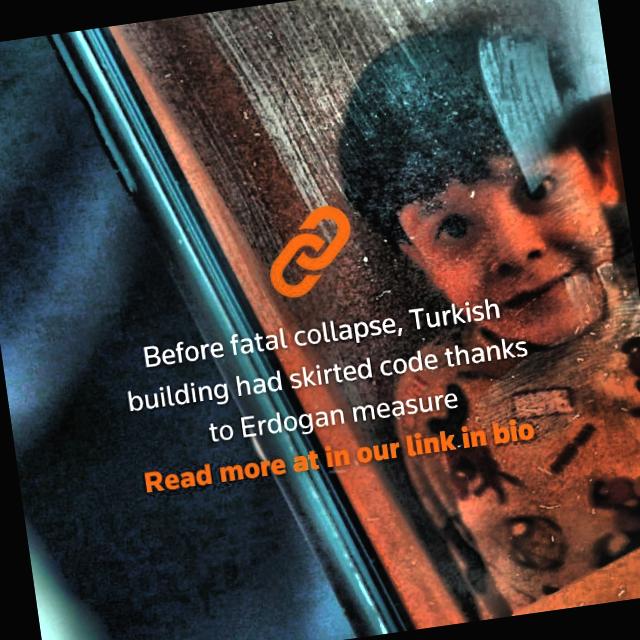 Before fatal collapse, Turkish
building had skirted code thanks
to Erdogan measure
Read more at in our link in bio